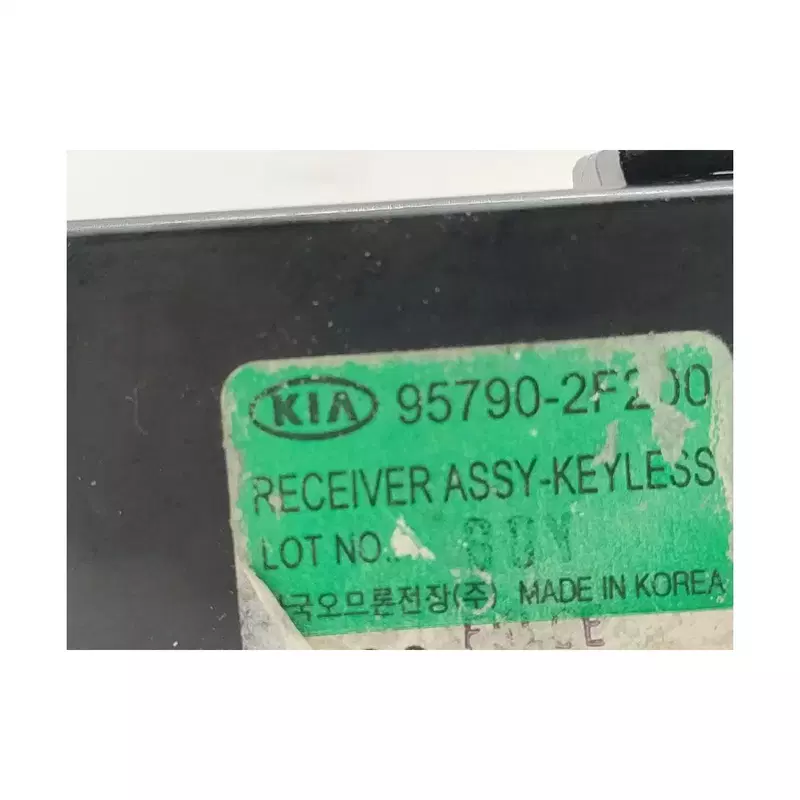 KIA 95790-2F200
RECEIVER ASSY-KEYLESS
LOT NO.
국오므론전장(주) MADE IN KOREA